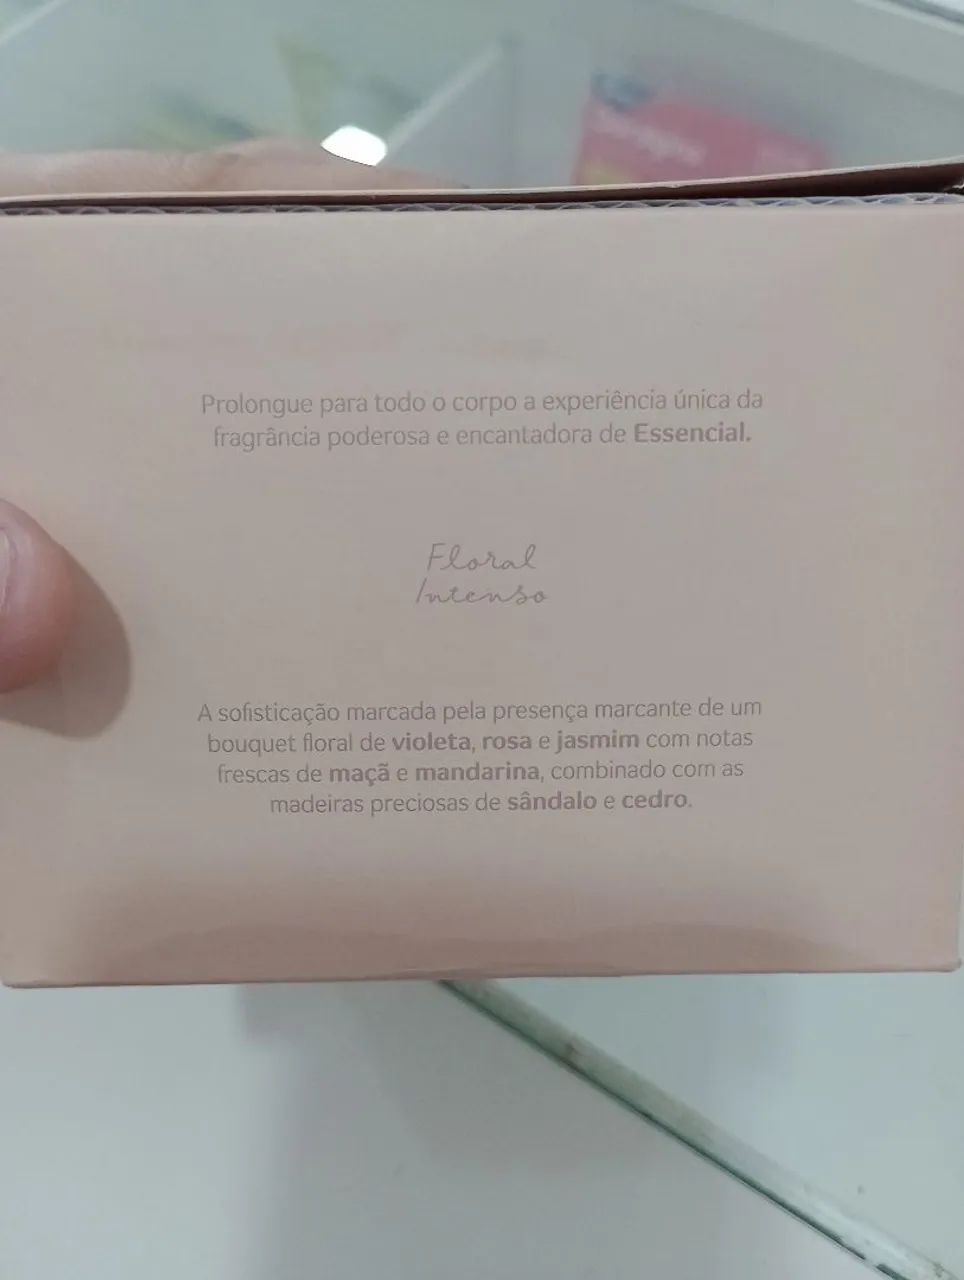 Prolongue para todo o corpo a experiência única da
fragrância poderosa e encantadora de Essencial.
Floral
Intenso
A sofisticação marcada pela presença marcante de um
bouquet floral de violeta, rosa e jasmim com notas
frescas de maçã e mandarina, combinado com as
madeiras preciosas de sândalo e cedro.